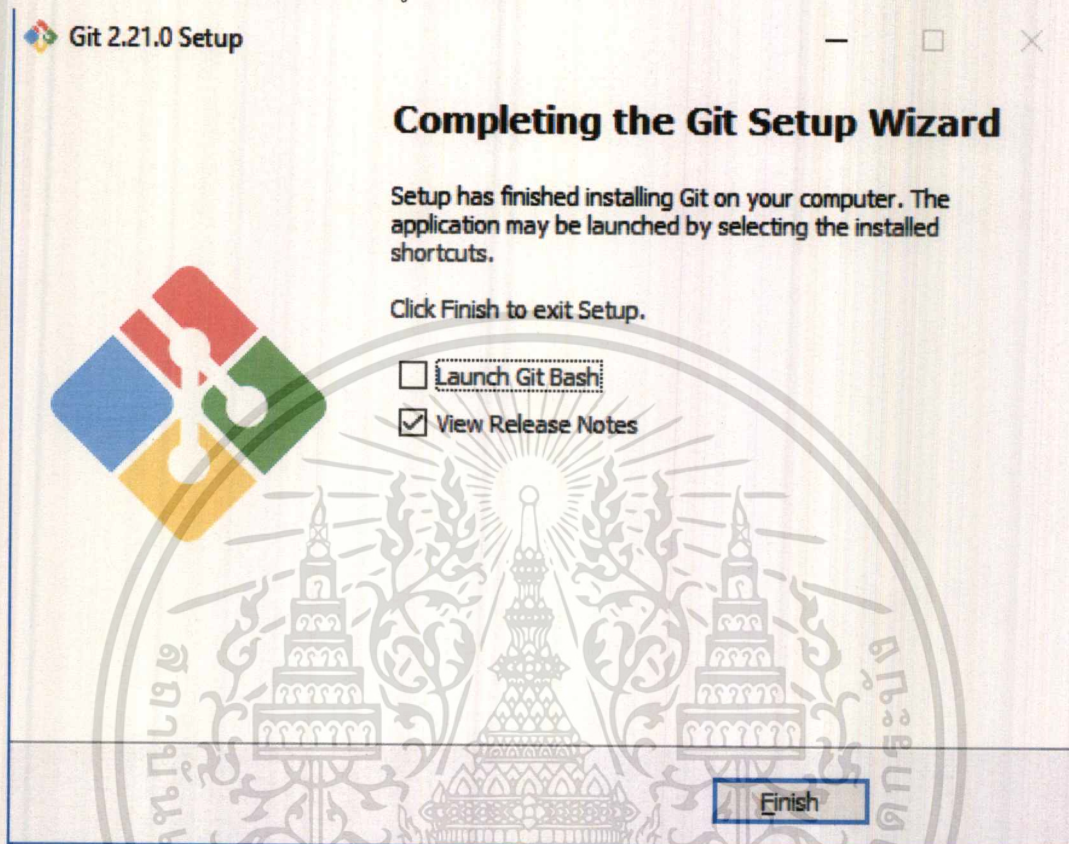 Git 2.21.0 Setup
Completing the Git Setup Wizard
Setup has finished installing Git on your computer. The
application may be launched by selecting the installed
shortcuts.
Click Finish to exit Setup.
Launch Git Bash
View Release Notes
Finish